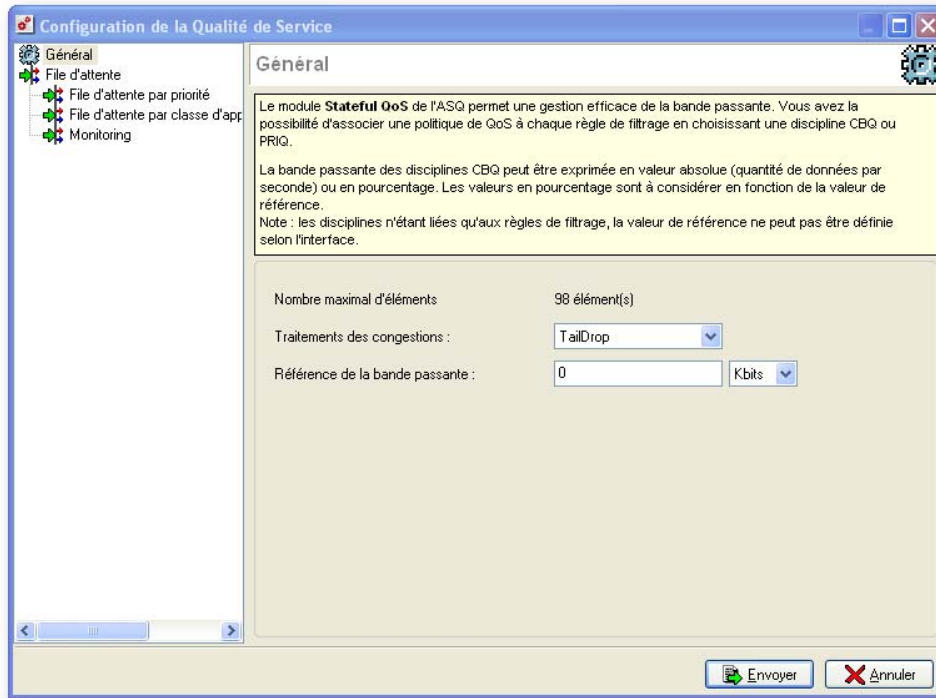 Configuration de la Qualité de Service
Général
File d'attente
File d'attente par priorité
File d'attente par classe d'app
Monitoring
Général
Le module Stateful QoS de l'ASQ permet une gestion efficace de la bande passante. Vous avez la
possibilité d'associer une politique de QoS à chaque règle de filtrage en choisissant une discipline CBQ ou
PRIQ.
La bande passante des disciplines CBQ peut être exprimée en valeur absolue (quantité de données par
seconde) ou en pourcentage. Les valeurs en pourcentage sont à considérer en fonction de la valeur de
référence.
Note : les disciplines n'étant liées qu'aux règles de filtrage, la valeur de référence ne peut pas être définie
selon l'interface.
Nombre maximal d'éléments 98 élément(s)
Traitements des congestions : TailDrop
Référence de la bande passante : 0 Kbits
Envoyer Annuler